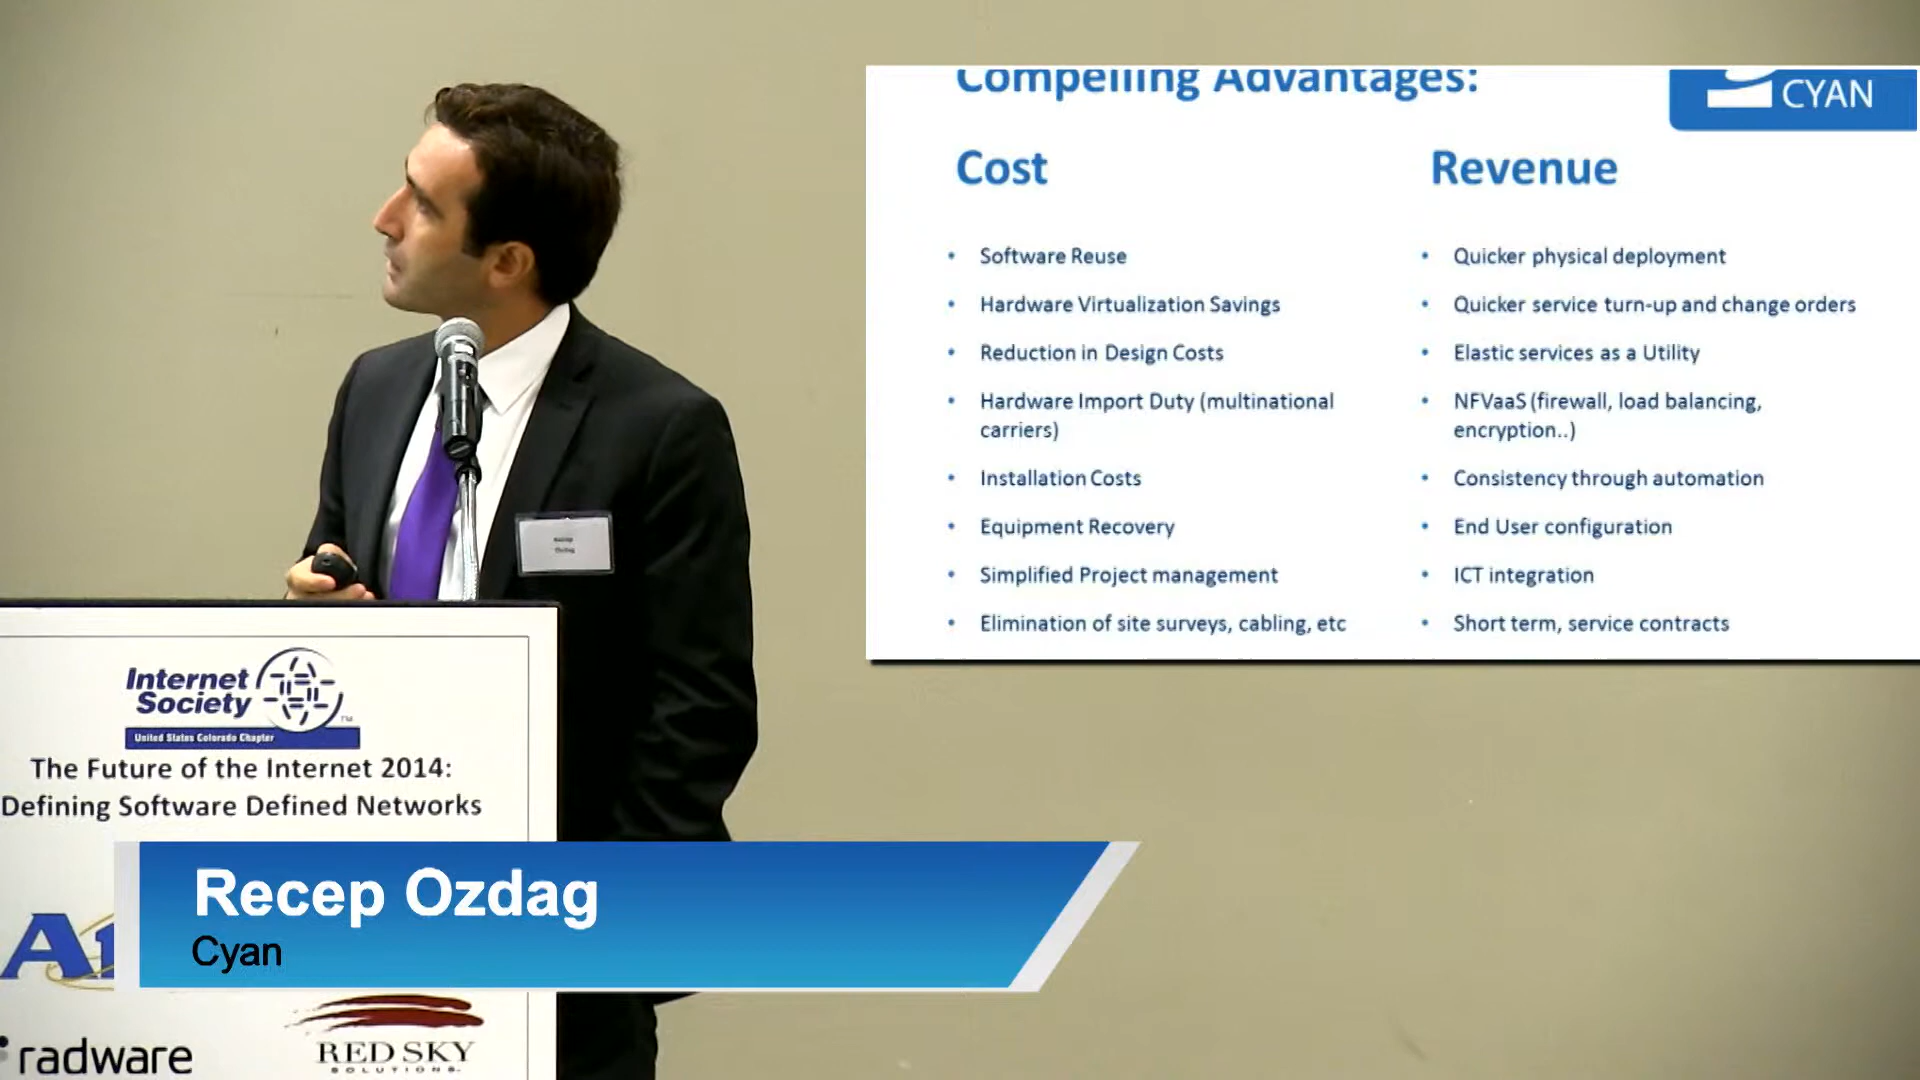 Compelling Advantages:
CYAN
Cost
• Software Reuse
• Hardware Virtualization Savings
• Reduction in Design Costs
• Hardware Import Duty (multinational
carriers)
• Installation Costs
• Equipment Recovery
• Simplified Project management
• Elimination of site surveys, cabling, etc
Revenue
• Quicker physical deployment
• Quicker service turn-up and change orders
• Elastic services as a Utility
• NFVaaS (firewall, load balancing,
encryption..)
• Consistency through automation
• End User configuration
• ICT integration
• Short term, service contracts
Recep
Ozdag
Internet
Society
TM
United States Colorado Chapter
The Future of the Internet 2014:
Defining Software Defined Networks
Recep Ozdag
Cyan
radware
RED SKY
SOLUTIONS